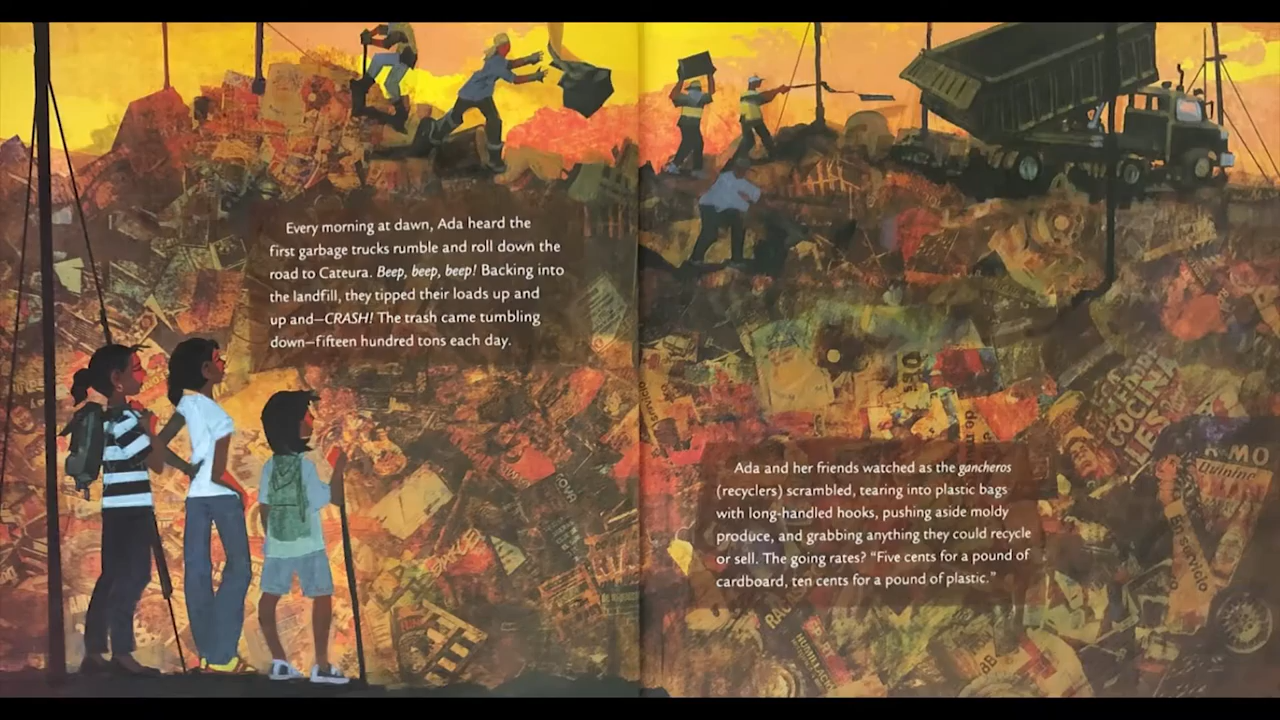 Every morning at dawn, Ada heard the
first garbage trucks rumble and roll down the
road to Cateura. Beep, beep, beep! Backing into
the landfill, they tipped their loads up and
up and—CRASH! The trash came tumbling
down—fifteen hundred tons each day.
Ada and her friends watched as the gancheros
(recyclers) scrambled, tearing into plastic bags
with long-handled hooks, pushing aside moldy
produce, and grabbing anything they could recycle
or sell. The going rates? “Five cents for a pound of
cardboard, ten cents for a pound of plastic.”
COCINA
LES